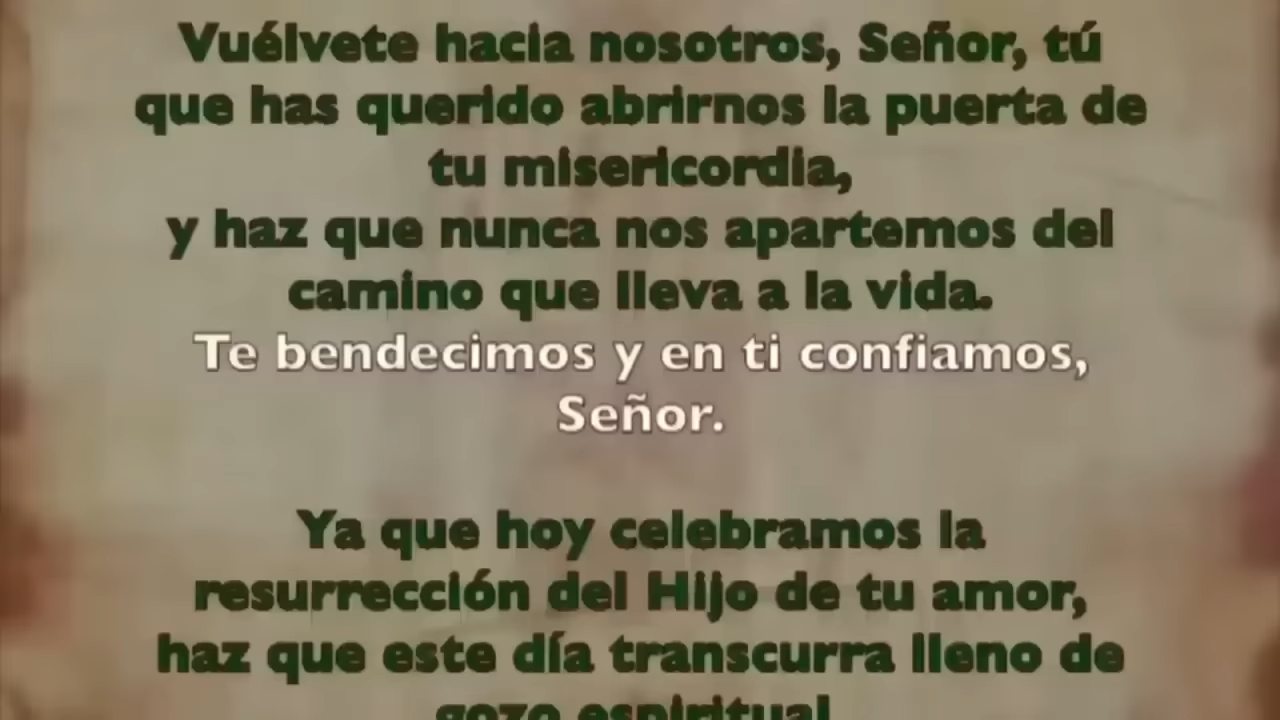 Vuélvete hacia nosotros, Señor, tú
que has querido abrirnos la puerta de
tu misericordia,
y haz que nunca nos apartemos del
camino que lleva a la vida.
Te bendecimos y en ti confiamos,
Señor.
Ya que hoy celebramos la
resurrección del Hijo de tu amor,
haz que este día transcurra lleno de
gozo espiritual